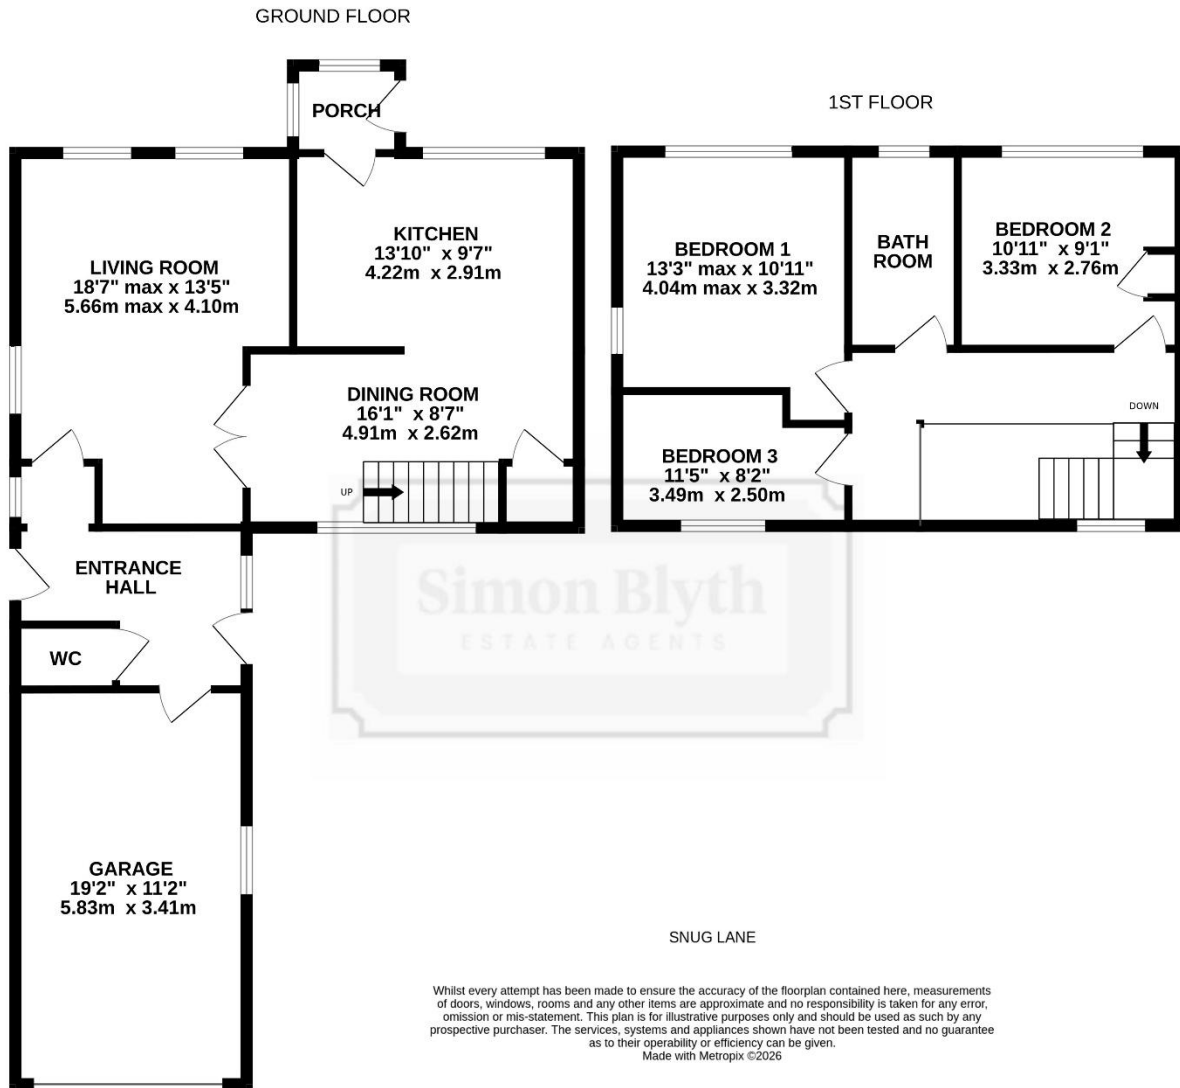 GROUND FLOOR
PORCH
KITCHEN
13'10" x 9'7"
4.22m x 2.91m
LIVING ROOM
18'7" max x 13'5"
5.66m max x 4.10m
DINING ROOM
16'1" x 8'7"
4.91m x 2.62m
UP
ENTRANCE
HALL
WC
GARAGE
19'2" x 11'2"
5.83m x 3.41m
1ST FLOOR
BEDROOM 1
13'3" max x 10'11"
4.04m max x 3.32m
BATH
ROOM
BEDROOM 2
10'11" x 9'1"
3.33m x 2.76m
DOWN
BEDROOM 3
11'5" x 8'2"
3.49m x 2.50m
Simon Blyth
ESTATE AGENTS
SNUG LANE
Whilst every attempt has been made to ensure the accuracy of the floorplan contained here, measurements
of doors, windows, rooms and any other items are approximate and no responsibility is taken for any error,
omission or mis-statement. This plan is for illustrative purposes only and should be used as such by any
prospective purchaser. The services, systems and appliances shown have not been tested and no guarantee
as to their operability or efficiency can be given.
Made with Metropix ©2026